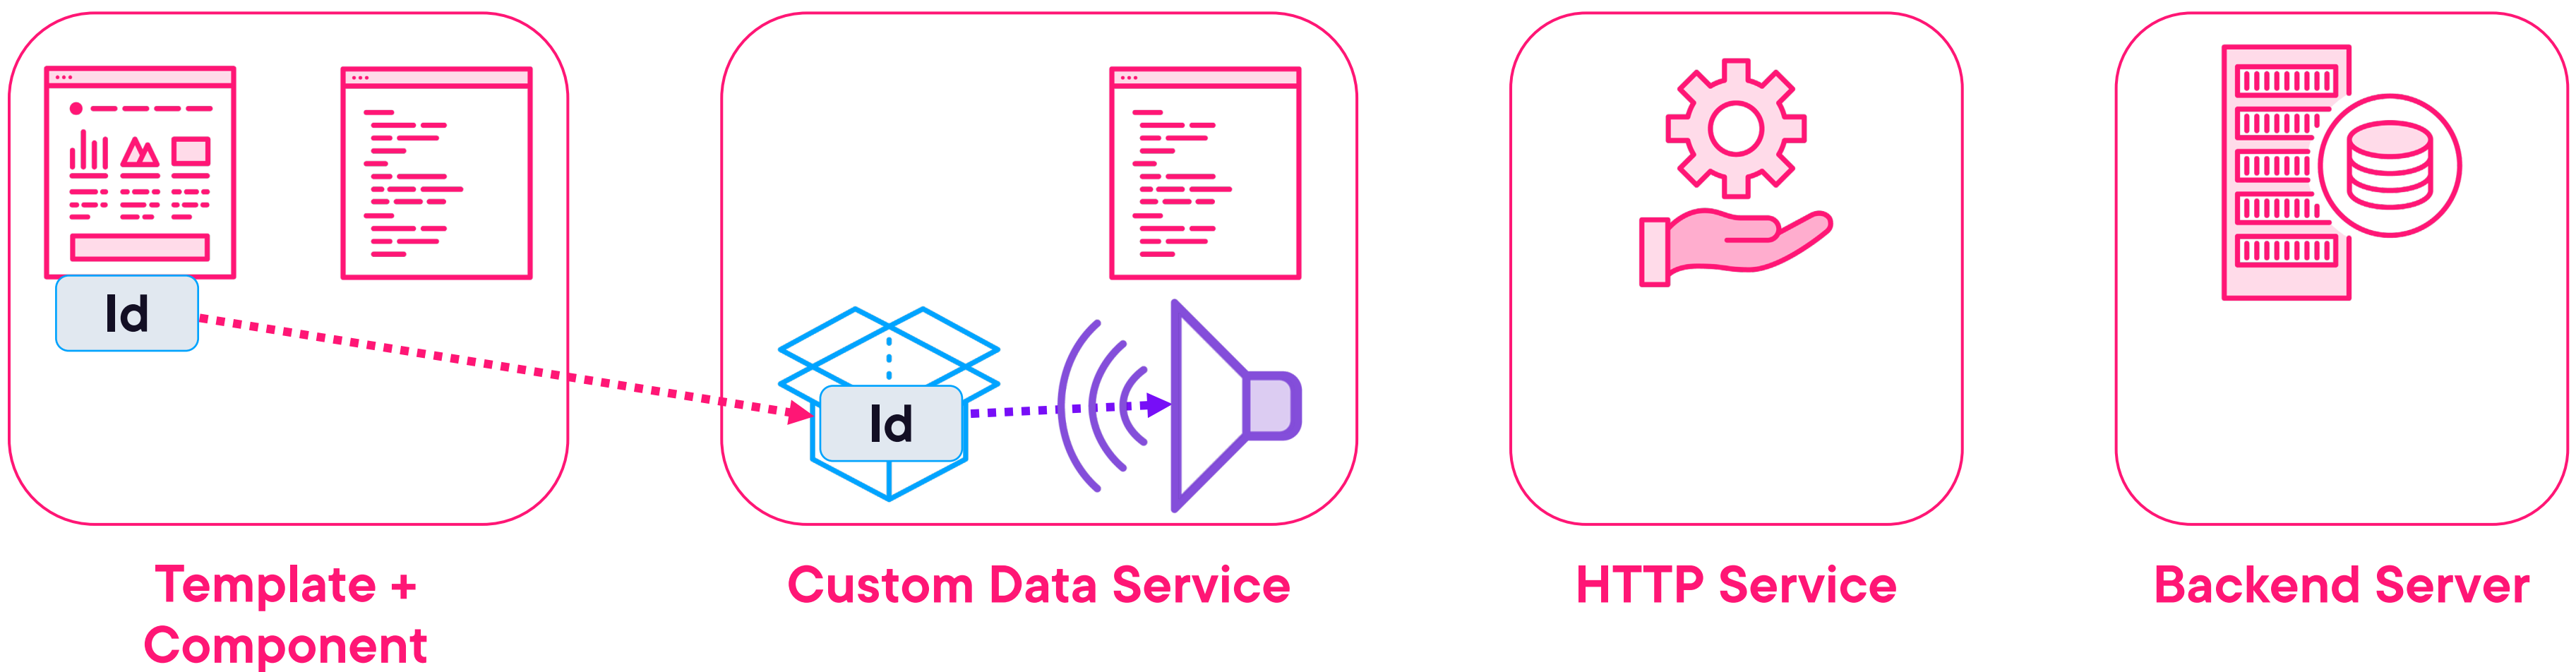 Id
Id
Template +
Component
Custom Data Service
HTTP Service
Backend Server